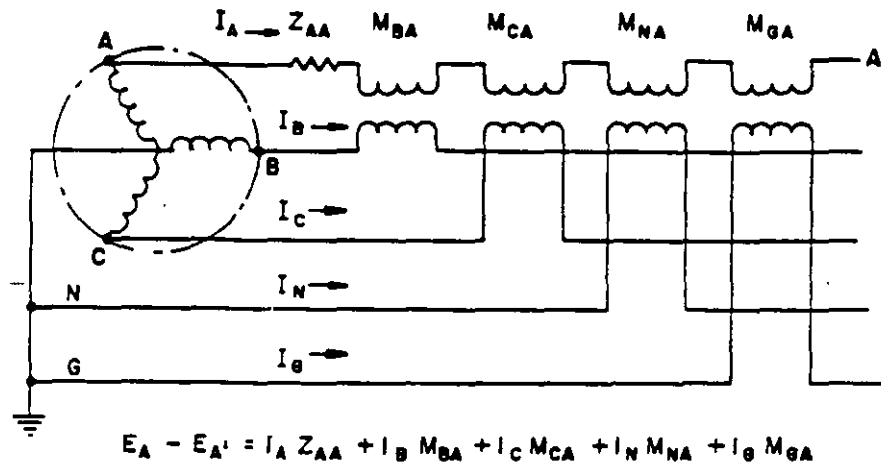 I_A → Z_AA M_BA M_CA M_NA M_GA
A A
I_B →
B
I_C →
C
I_N →
N
I_G →
G
E_A - E_A' = I_A Z_AA + I_B M_BA + I_C M_CA + I_N M_NA + I_G M_GA